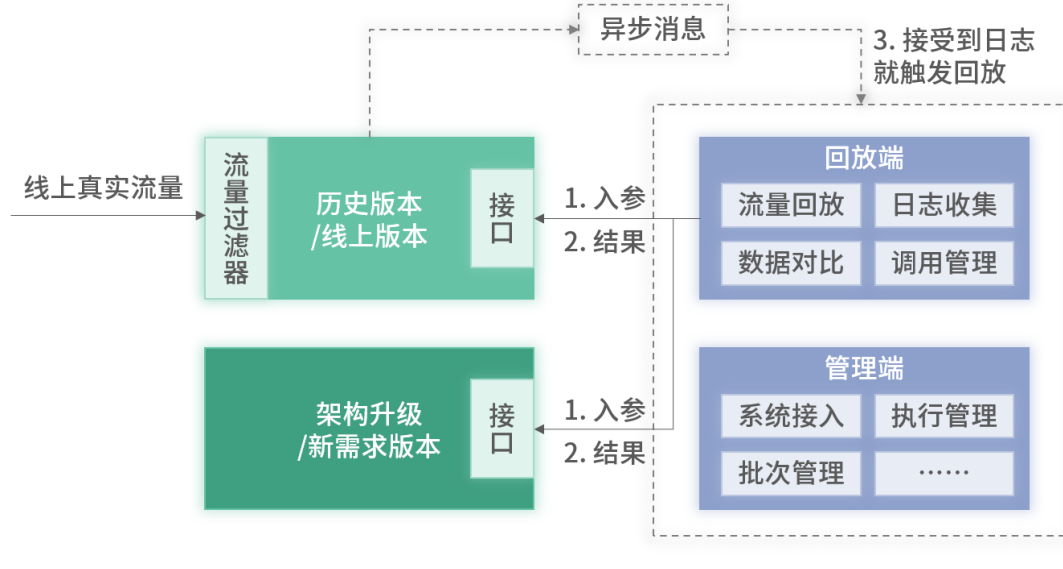 异步消息
3. 接受到日志
就触发回放
线上真实流量
流
量
过
滤
器
历史版本
/线上版本
接
口
1. 入参
2. 结果
回放端
流量回放
日志收集
数据对比
调用管理
架构升级
/新需求版本
接
口
1. 入参
2. 结果
管理端
系统接入
执行管理
批次管理
……